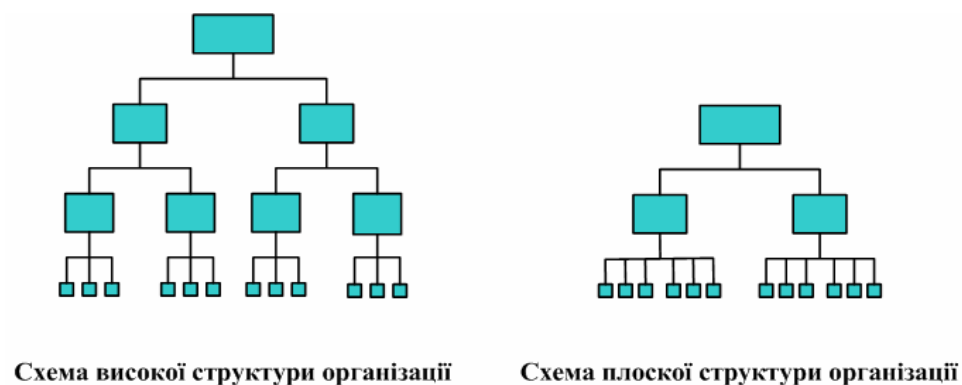 Схема високої структури організації
Схема плоскої структури організації